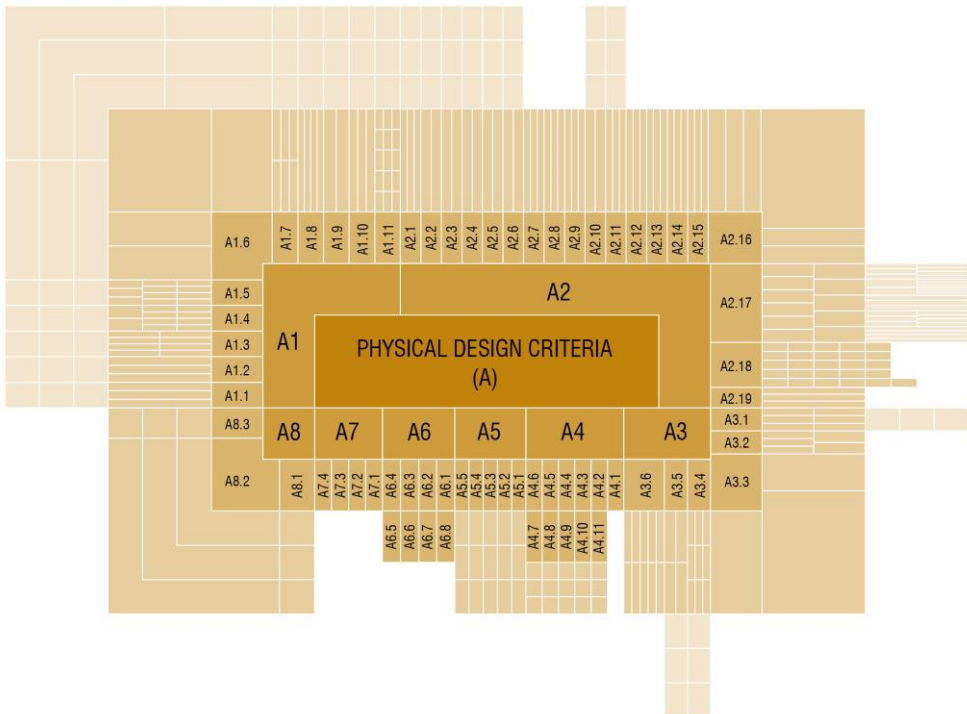 A1.6
A1.7
A1.8
A1.9
A1.10
A1.11
A2.1
A2.2
A2.3
A2.4
A2.5
A2.6
A2.7
A2.8
A2.9
A2.10
A2.11
A2.12
A2.13
A2.14
A2.15
A2.16
A1.5
A1.4
A1.3
A1.2
A1.1
A1
A2
A2.17
A2.18
A2.19
PHYSICAL DESIGN CRITERIA
(A)
A8.3
A8
A7
A6
A5
A4
A3
A3.1
A3.2
A8.2
A8.1
A7.4
A7.3
A7.2
A7.1
A6.4
A6.3
A6.2
A6.1
A5.5
A5.4
A5.3
A5.2
A5.1
A4.6
A4.5
A4.4
A4.3
A4.2
A4.1
A3.6
A3.5
A3.4
A3.3
A6.5
A6.6
A6.7
A6.8
A4.7
A4.8
A4.9
A4.10
A4.11